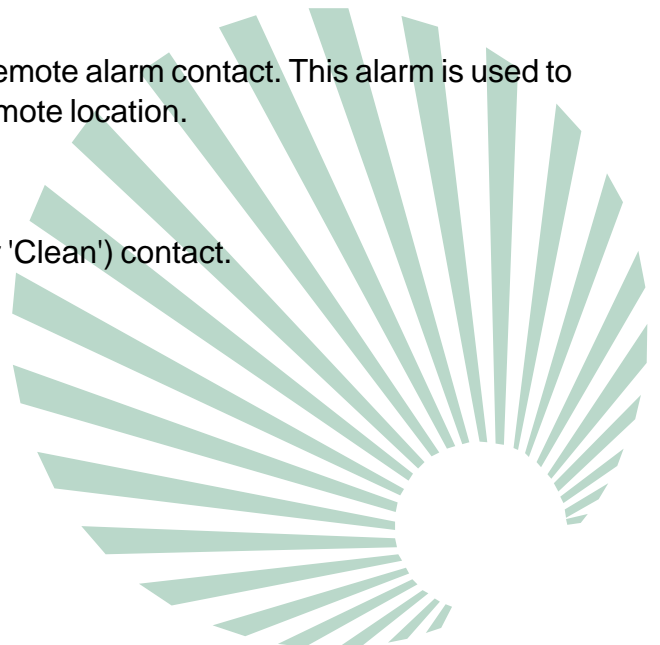 emote alarm contact. This alarm is used to
mote location.
'Clean') contact.